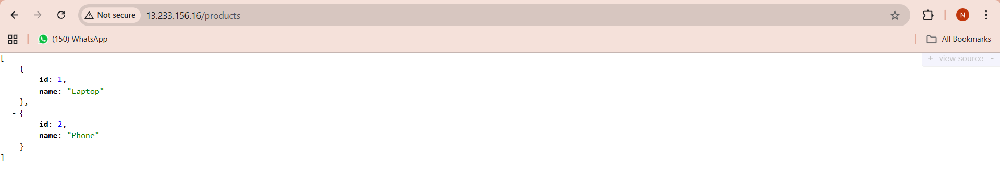 Not secure 13.233.156.16/products N
(150) WhatsApp All Bookmarks
[ + view source -
- {
id: 1,
name: "Laptop"
},
- {
id: 2,
name: "Phone"
}
]